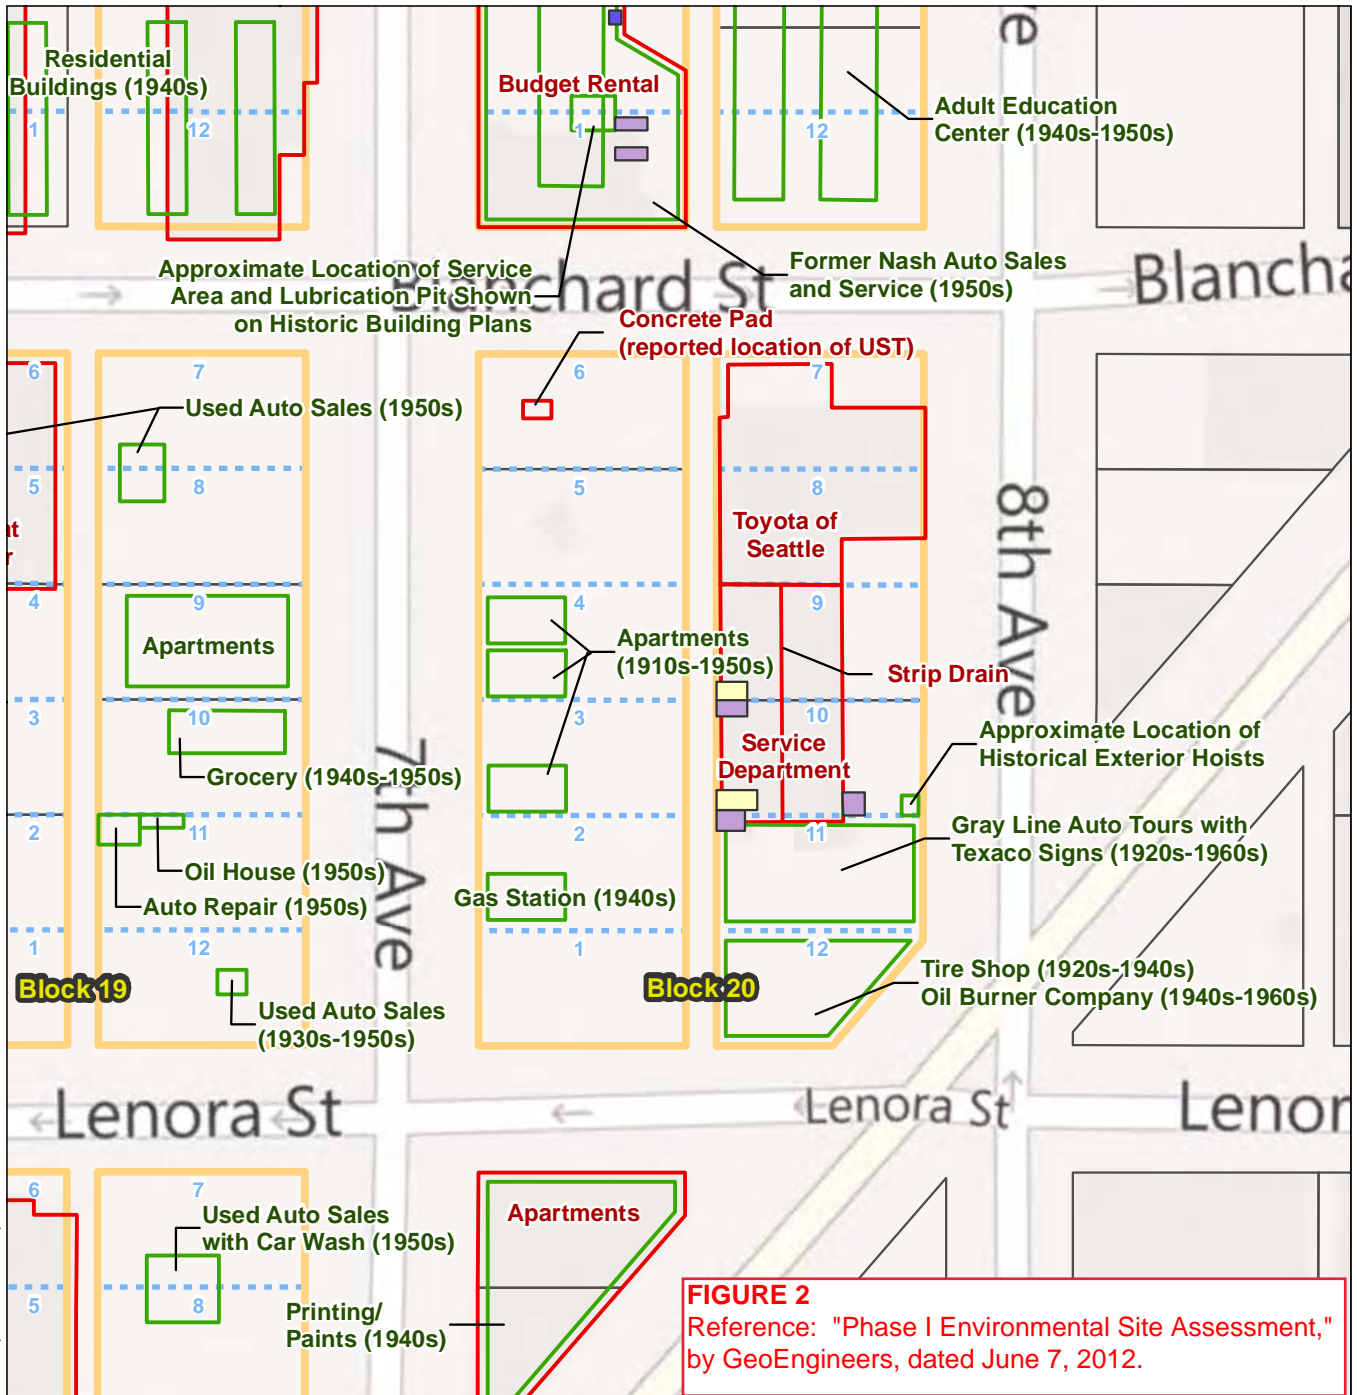 Residential
Buildings (1940s)
1
12
Budget Rental
1
12
Adult Education
Center (1940s-1950s)
Approximate Location of Service
Area and Lubrication Pit Shown
on Historic Building Plans
Blanchard St
Former Nash Auto Sales
and Service (1950s)
Concrete Pad
(reported location of UST)
6
7
6
7
Used Auto Sales (1950s)
5
8
5
8
Toyota of
Seattle
8th Ave
4
9
4
9
Apartments
Apartments
(1910s-1950s)
Strip Drain
3
10
3
10
Service
Department
Approximate Location of
Historical Exterior Hoists
Grocery (1940s-1950s)
7th Ave
2
11
2
11
Gray Line Auto Tours with
Texaco Signs (1920s-1960s)
Oil House (1950s)
Auto Repair (1950s)
Gas Station (1940s)
1
12
1
12
Block 19
Block 20
Tire Shop (1920s-1940s)
Oil Burner Company (1940s-1960s)
Used Auto Sales
(1930s-1950s)
Lenora St
Lenora St
6
7
Used Auto Sales
with Car Wash (1950s)
Apartments
5
8
Printing/
Paints (1940s)
FIGURE 2
Reference: "Phase I Environmental Site Assessment,"
by GeoEngineers, dated June 7, 2012.